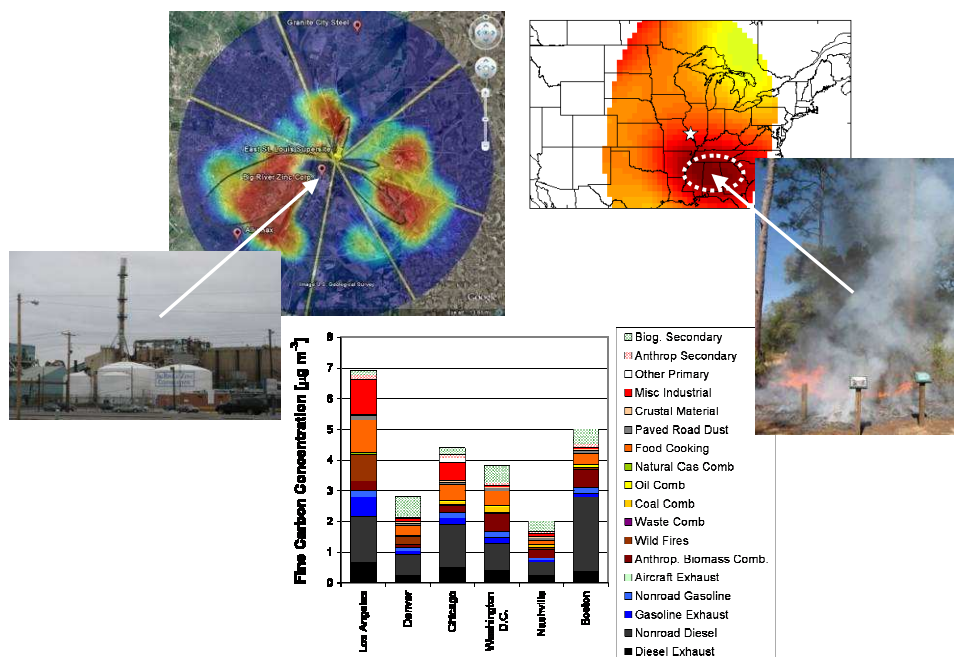 Granite City Steel
East St. Louis Supersite
Big River Zinc Corp
Image U.S. Geological Survey
Google
Fine Carbon Concentration [µg m-3]
8
7
6
5
4
3
2
1
0
Los Angeles
Denver
Chicago
Washington
D.C.
Nashville
Boston
Biog. Secondary
Anthrop Secondary
Other Primary
Misc Industrial
Crustal Material
Paved Road Dust
Food Cooking
Natural Gas Comb
Oil Comb
Coal Comb
Waste Comb
Wild Fires
Anthrop. Biomass Comb.
Aircraft Exhaust
Nonroad Gasoline
Gasoline Exhaust
Nonroad Diesel
Diesel Exhaust